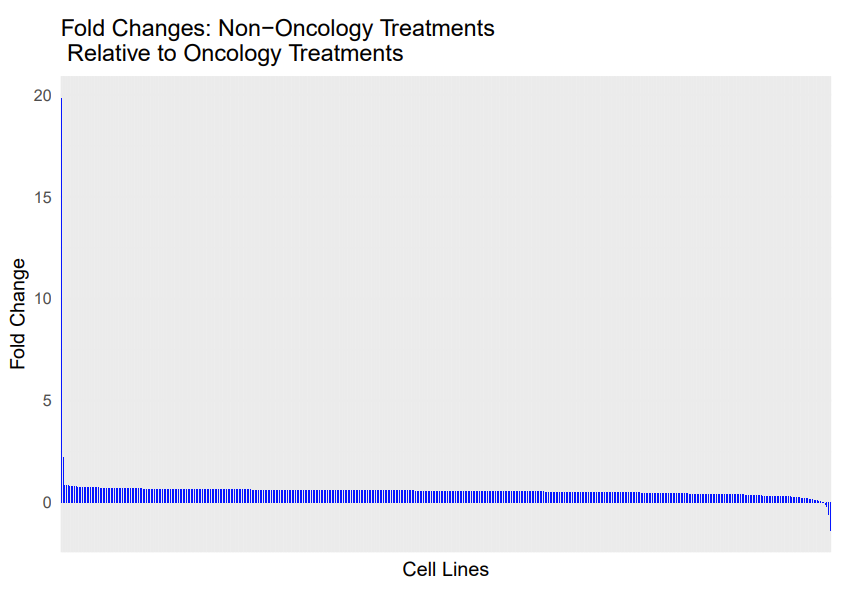 Fold Changes: Non−Oncology Treatments
Relative to Oncology Treatments
20
15
10
5
0
Fold Change
Cell Lines